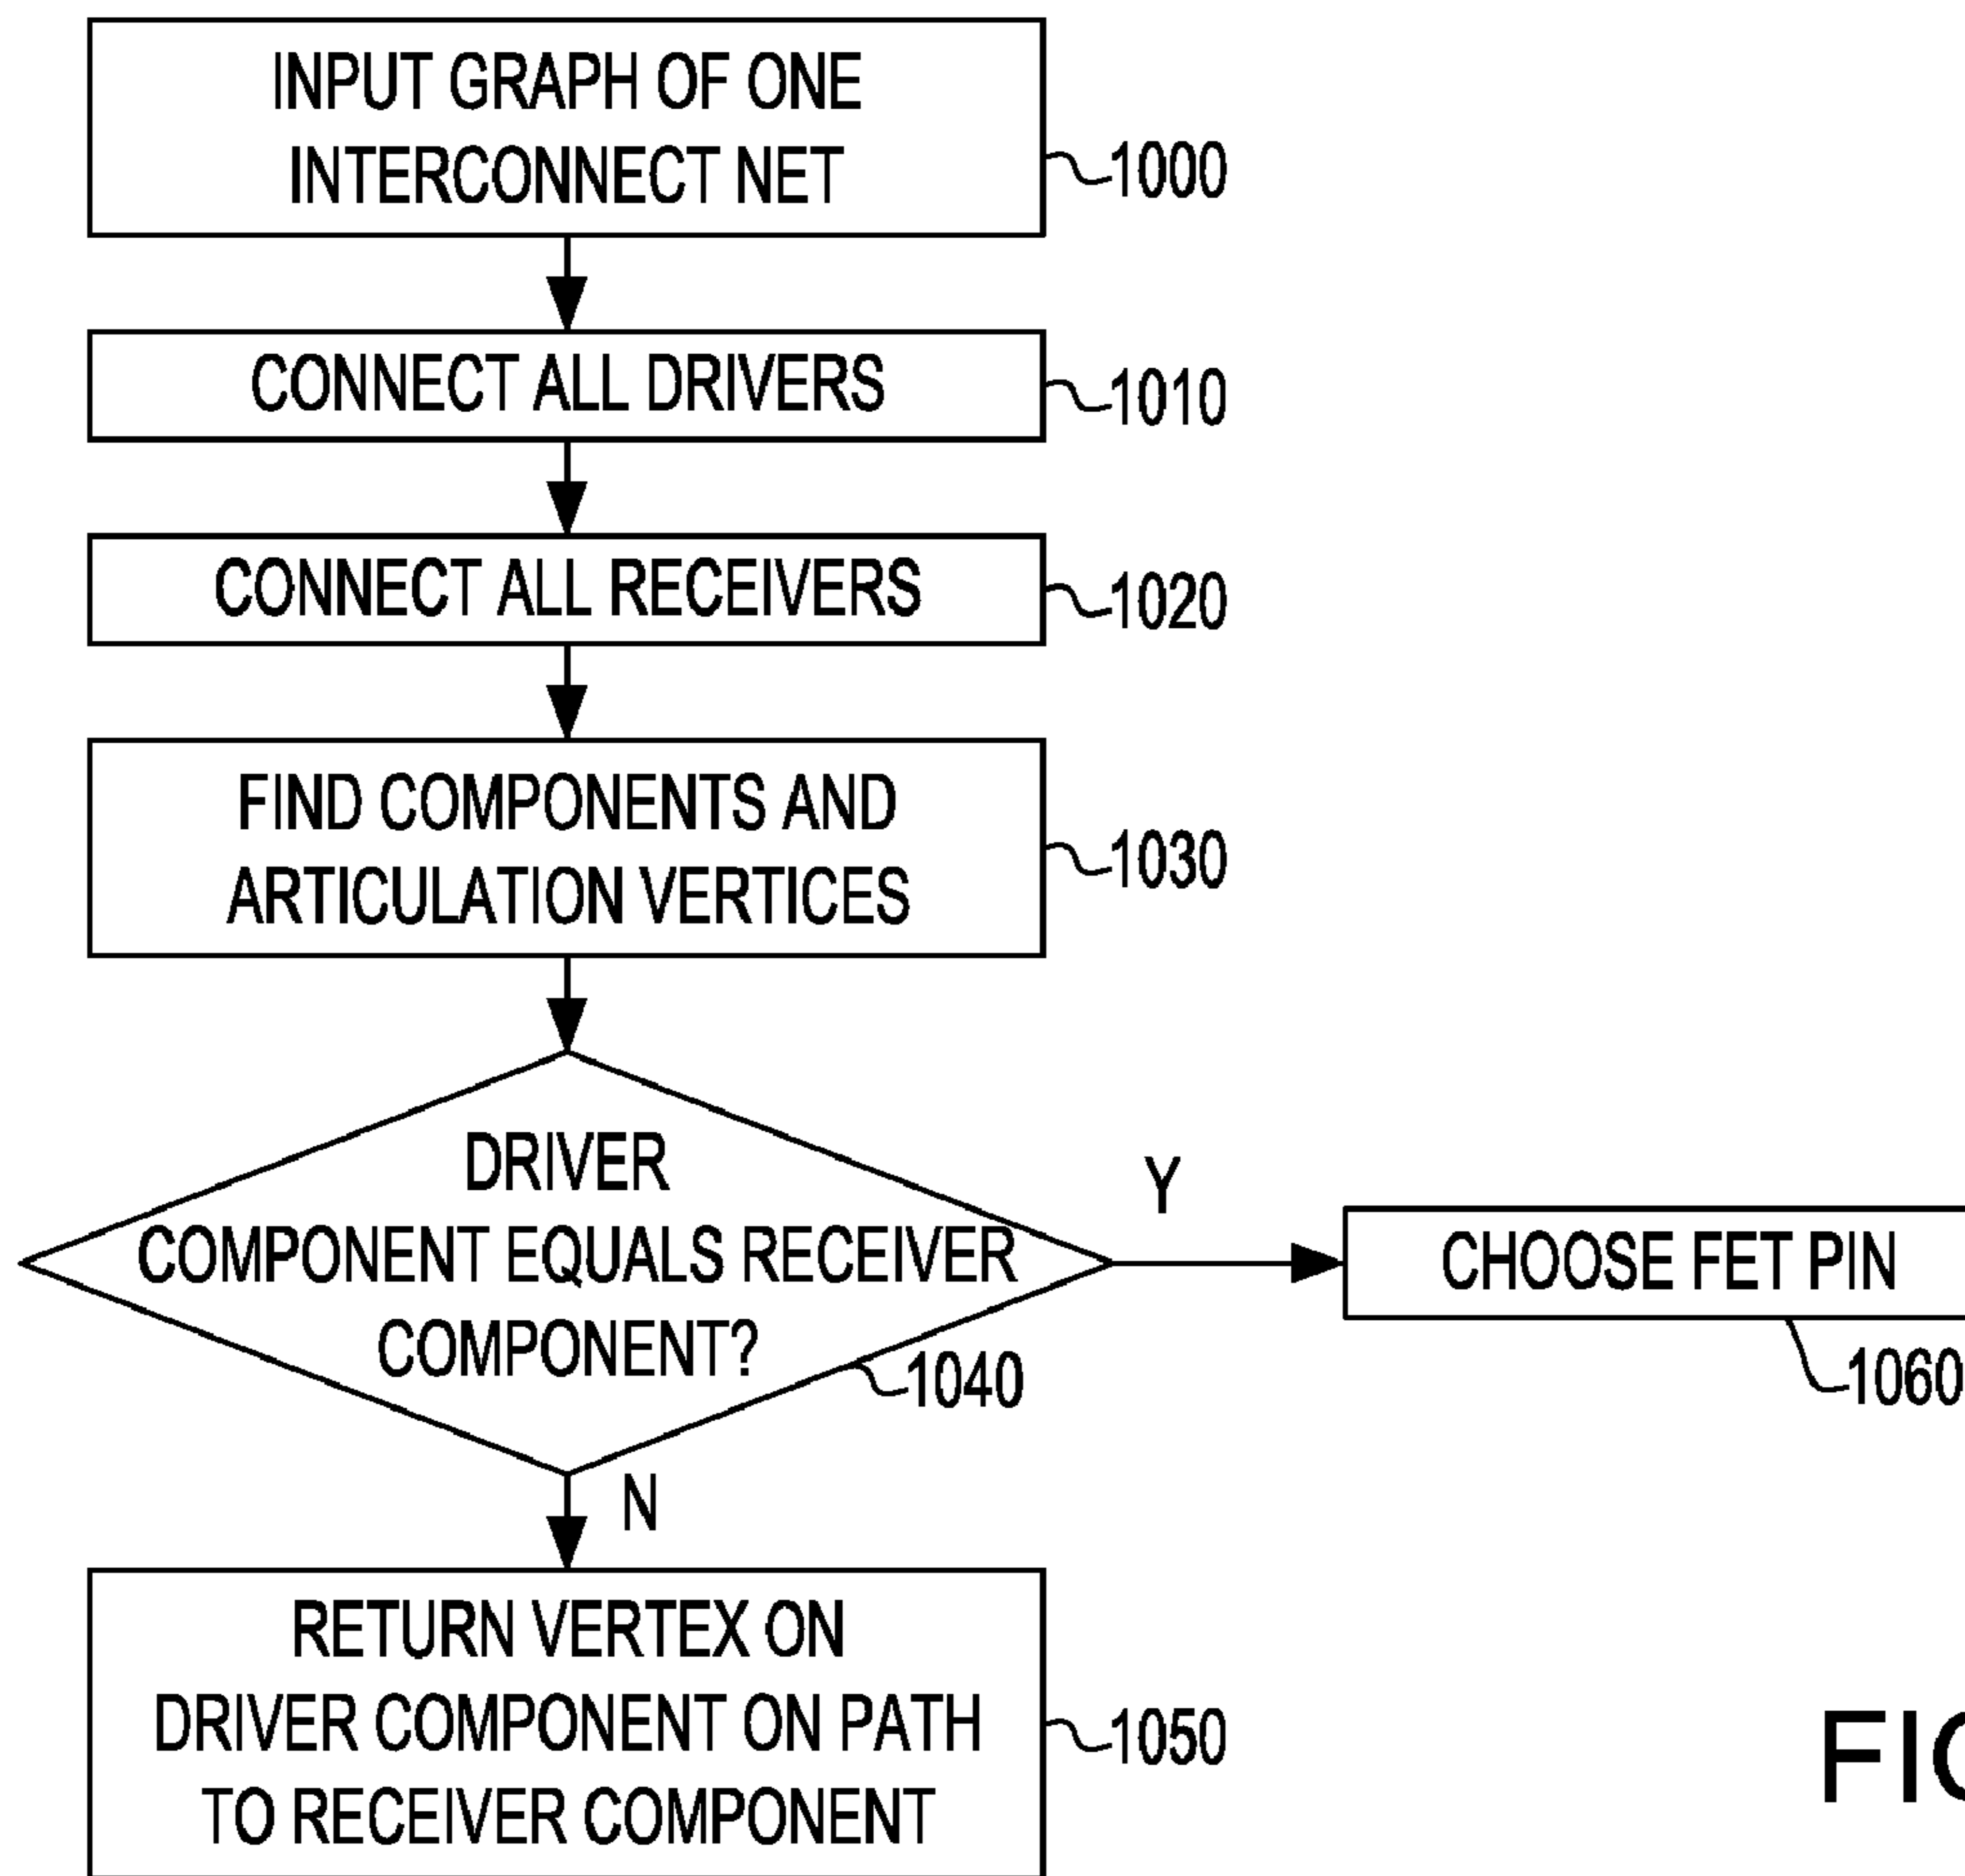 INPUT GRAPH OF ONE
INTERCONNECT NET
1000
CONNECT ALL DRIVERS
1010
CONNECT ALL RECEIVERS
1020
FIND COMPONENTS AND
ARTICULATION VERTICES
1030
DRIVER
COMPONENT EQUALS RECEIVER
COMPONENT?
1040
Y
CHOOSE FET PIN
1060
N
RETURN VERTEX ON
DRIVER COMPONENT ON PATH
TO RECEIVER COMPONENT
1050